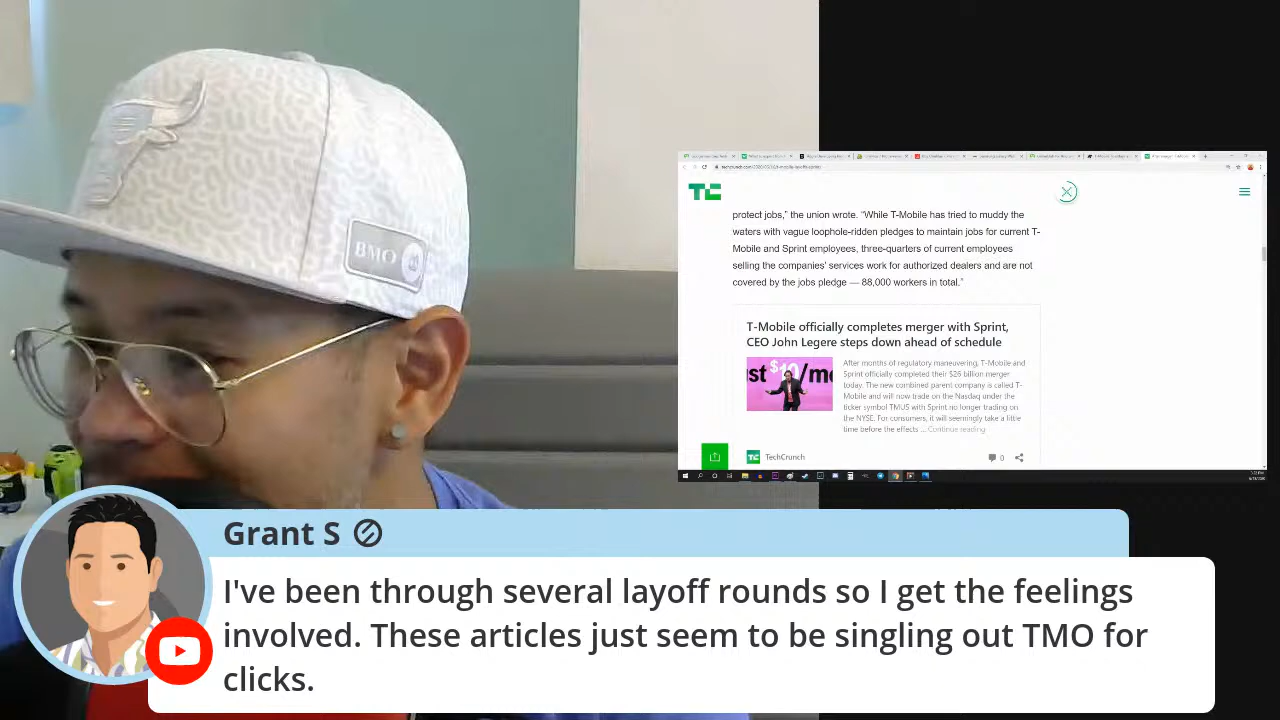 BMO
TC
protect jobs," the union wrote. "While T-Mobile has tried to muddy the
waters with vague loophole-ridden pledges to maintain jobs for current T-
Mobile and Sprint employees, three-quarters of current employees
selling the companies' services work for authorized dealers and are not
covered by the jobs pledge — 88,000 workers in total."
T-Mobile officially completes merger with Sprint,
CEO John Legere steps down ahead of schedule
After months of regulatory maneuvering, T-Mobile and
Sprint officially completed their $26 billion merger
today. The new combined parent company is called T-
Mobile and will now trade on the Nasdaq under the
ticker symbol TMUS with Sprint no longer trading on
the NYSE. For consumers, it will seemingly take a little
time before the effects ... Continue reading
TC
TechCrunch
0
Grant S
I've been through several layoff rounds so I get the feelings
involved. These articles just seem to be singling out TMO for
clicks.